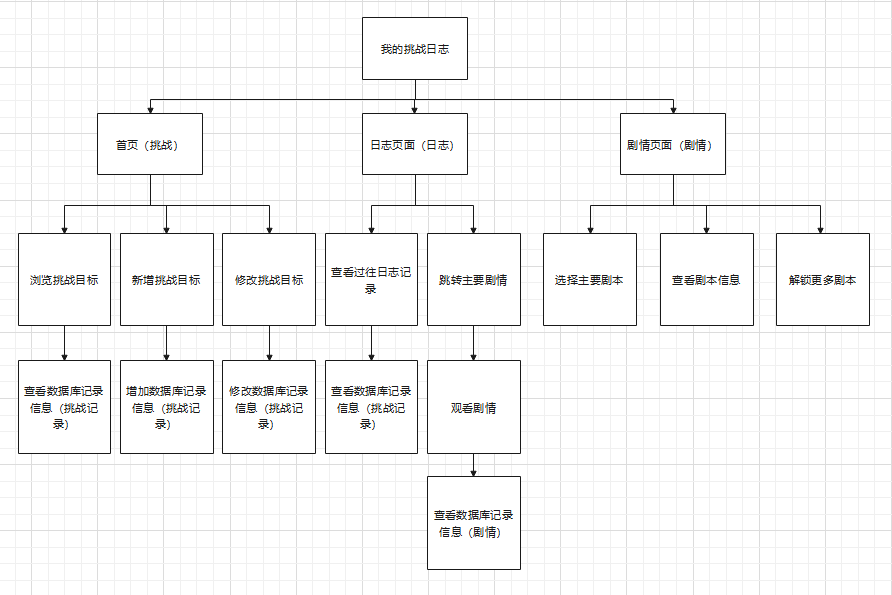 我的挑战日志
首页（挑战）
日志页面（日志）
剧情页面（剧情）
浏览挑战目标
新增挑战目标
修改挑战目标
查看过往日志记
录
跳转主要剧情
选择主要剧本
查看剧本信息
解锁更多剧本
查看数据库记录
信息（挑战记
录）
增加数据库记录
信息（挑战记
录）
修改数据库记录
信息（挑战记
录）
查看数据库记录
信息（挑战记
录）
观看剧情
查看数据库记录
信息（剧情）